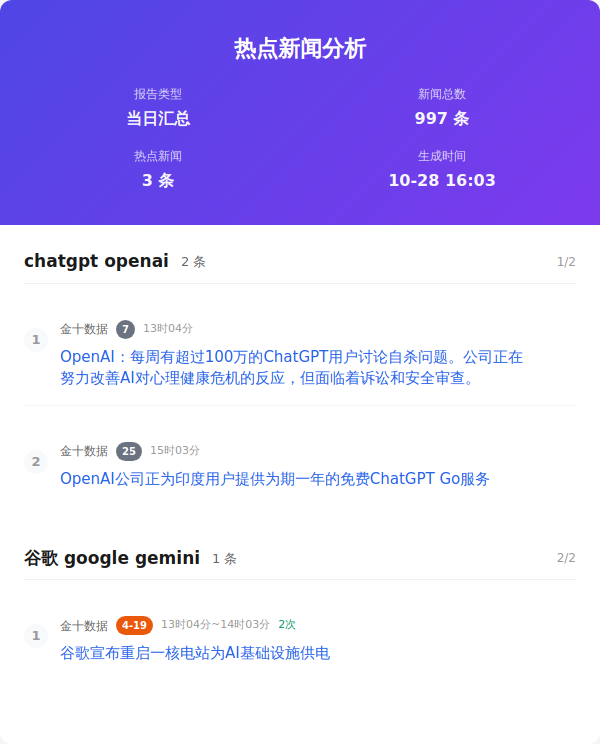 热点新闻分析
报告类型
当日汇总
新闻总数
997 条
热点新闻
3 条
生成时间
10-28 16:03
chatgpt openai 2 条 1/2
1
金十数据 7 13时04分
OpenAI：每周有超过100万的ChatGPT用户讨论自杀问题。公司正在
努力改善AI对心理健康危机的反应，但面临着诉讼和安全审查。
2
金十数据 25 15时03分
OpenAI公司正为印度用户提供为期一年的免费ChatGPT Go服务
谷歌 google gemini 1 条 2/2
1
金十数据 4-19 13时04分~14时03分 2次
谷歌宣布重启一核电站为AI基础设施供电